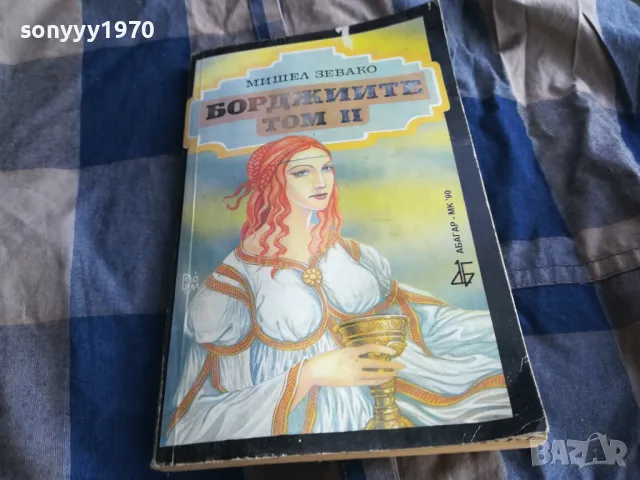 sonyyy1970
МИШЕЛ ЗЕВАКО
БОРДЖИИТЕ
ТОМ II
АБАГАР · МК '90
BAZAR